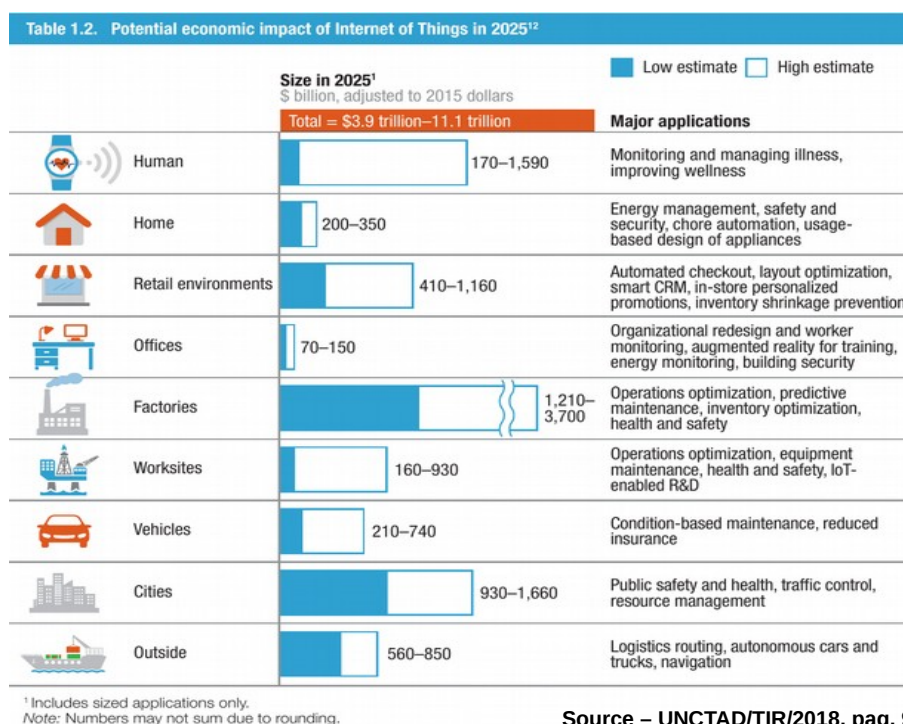 Table 1.2. Potential economic impact of Internet of Things in 2025¹²
Low estimate High estimate
Size in 2025¹
$ billion, adjusted to 2015 dollars
Total = $3.9 trillion–11.1 trillion
Major applications
Human
170–1,590
Monitoring and managing illness,
improving wellness
Home
200–350
Energy management, safety and
security, chore automation, usage-
based design of appliances
Retail environments
410–1,160
Automated checkout, layout optimization,
smart CRM, in-store personalized
promotions, inventory shrinkage prevention
Offices
70–150
Organizational redesign and worker
monitoring, augmented reality for training,
energy monitoring, building security
Factories
1,210–
3,700
Operations optimization, predictive
maintenance, inventory optimization,
health and safety
Worksites
160–930
Operations optimization, equipment
maintenance, health and safety, IoT-
enabled R&D
Vehicles
210–740
Condition-based maintenance, reduced
insurance
Cities
930–1,660
Public safety and health, traffic control,
resource management
Outside
560–850
Logistics routing, autonomous cars and
trucks, navigation
¹ Includes sized applications only.
Note: Numbers may not sum due to rounding.
Source – UNCTAD/TIR/2018, pag.